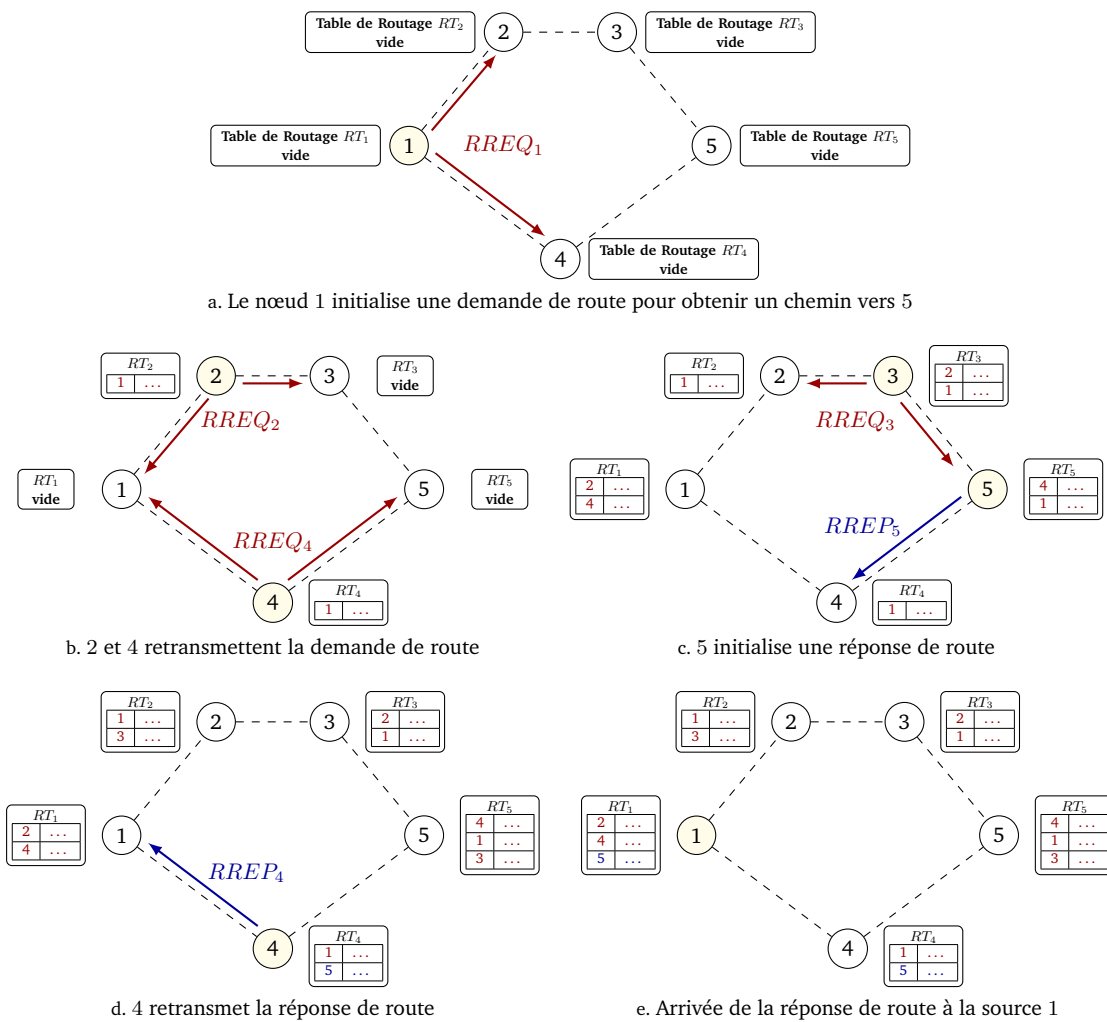 Table de Routage RT2
vide
2
3
Table de Routage RT3
vide
Table de Routage RT1
vide
1
RREQ1
5
Table de Routage RT5
vide
4
Table de Routage RT4
vide
a. Le nœud 1 initialise une demande de route pour obtenir un chemin vers 5
RT2
1 ...
2
3
RT3
vide
RREQ2
RT1
vide
1
5
RT5
vide
RREQ4
4
RT4
1 ...
b. 2 et 4 retransmettent la demande de route
RT2
1 ...
2
3
RT3
2 ...
1 ...
RREQ3
RT1
2 ...
4 ...
1
5
RT5
4 ...
1 ...
RREP5
4
RT4
1 ...
c. 5 initialise une réponse de route
RT2
1 ...
3 ...
2
3
RT3
2 ...
1 ...
RT1
2 ...
4 ...
1
5
RT5
4 ...
1 ...
3 ...
RREP4
4
RT4
1 ...
5 ...
d. 4 retransmet la réponse de route
RT2
1 ...
3 ...
2
3
RT3
2 ...
1 ...
RT1
2 ...
4 ...
5 ...
1
5
RT5
4 ...
1 ...
3 ...
4
RT4
1 ...
5 ...
e. Arrivée de la réponse de route à la source 1